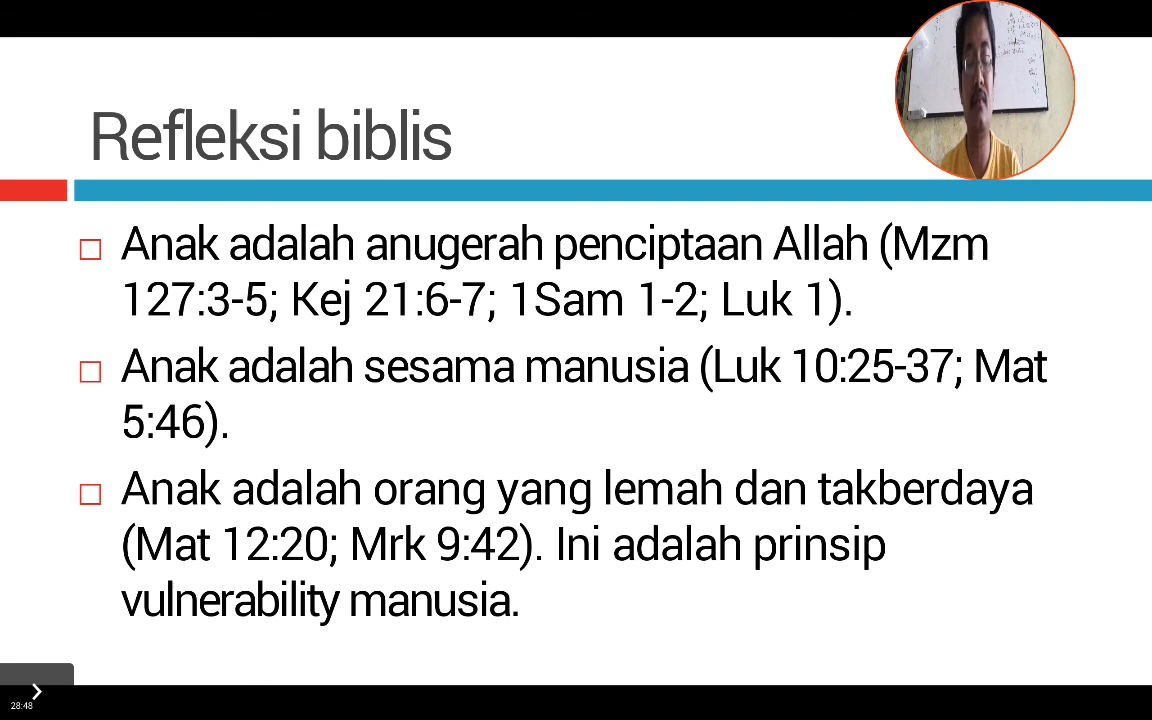 Refleksi biblis
Anak adalah anugerah penciptaan Allah (Mzm
127:3-5; Kej 21:6-7; 1Sam 1-2; Luk 1).
Anak adalah sesama manusia (Luk 10:25-37; Mat
5:46).
Anak adalah orang yang lemah dan takberdaya
(Mat 12:20; Mrk 9:42). Ini adalah prinsip
vulnerability manusia.
28:48